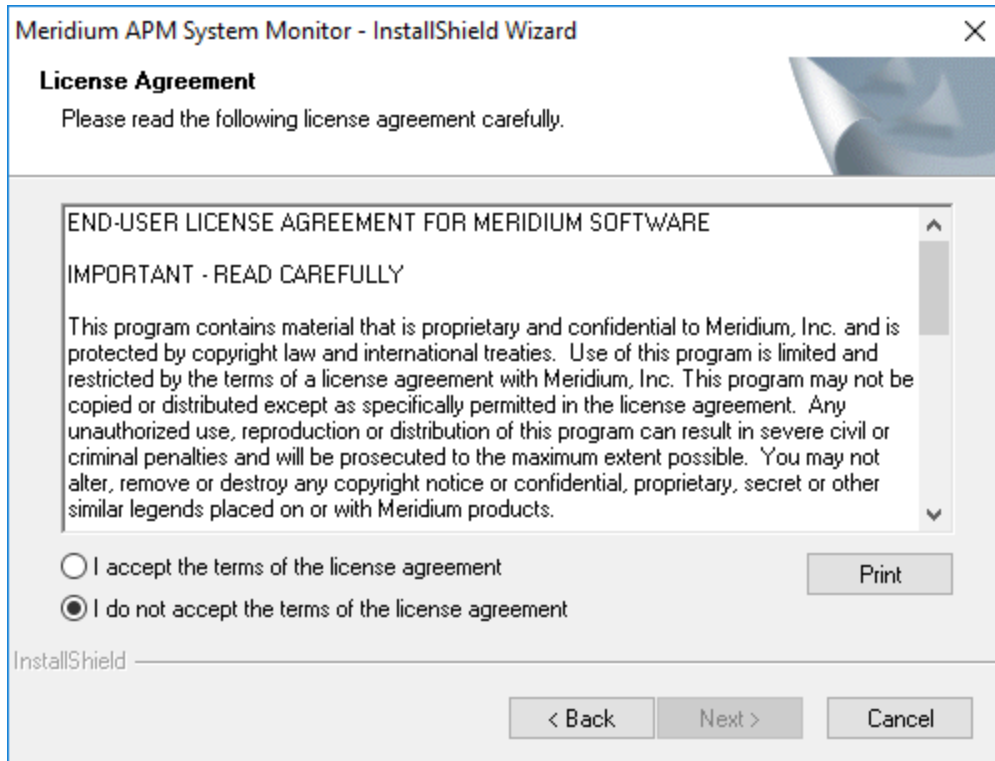 Meridium APM System Monitor - InstallShield Wizard
License Agreement
Please read the following license agreement carefully.
END-USER LICENSE AGREEMENT FOR MERIDIUM SOFTWARE
IMPORTANT - READ CAREFULLY
This program contains material that is proprietary and confidential to Meridium, Inc. and is
protected by copyright law and international treaties.  Use of this program is limited and
restricted by the terms of a license agreement with Meridium, Inc. This program may not be
copied or distributed except as specifically permitted in the license agreement.  Any
unauthorized use, reproduction or distribution of this program can result in severe civil or
criminal penalties and will be prosecuted to the maximum extent possible.  You may not
alter, remove or destroy any copyright notice or confidential, proprietary, secret or other
similar legends placed on or with Meridium products.
I accept the terms of the license agreement
Print
I do not accept the terms of the license agreement
InstallShield
< Back
Next >
Cancel